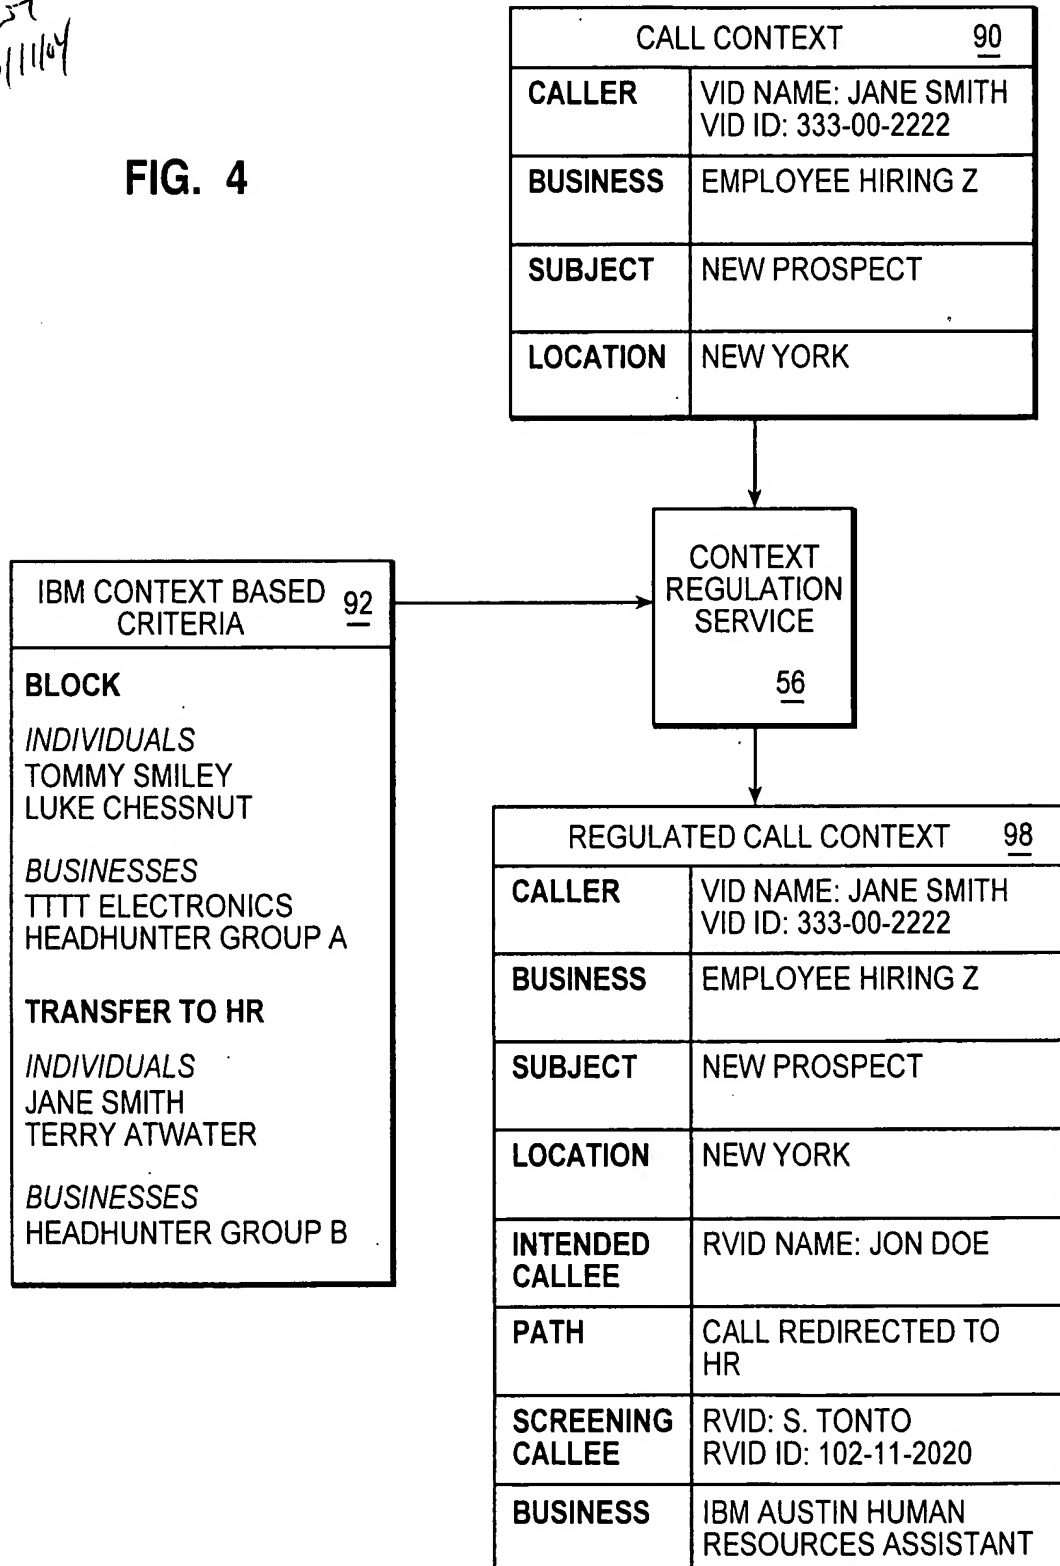 FIG. 4
CALL CONTEXT 90
CALLER VID NAME: JANE SMITH
VID ID: 333-00-2222
BUSINESS EMPLOYEE HIRING Z
SUBJECT NEW PROSPECT
LOCATION NEW YORK
CONTEXT
REGULATION
SERVICE
56
IBM CONTEXT BASED
CRITERIA 92
BLOCK
INDIVIDUALS
TOMMY SMILEY
LUKE CHESSNUT
BUSINESSES
TTTT ELECTRONICS
HEADHUNTER GROUP A
TRANSFER TO HR
INDIVIDUALS
JANE SMITH
TERRY ATWATER
BUSINESSES
HEADHUNTER GROUP B
REGULATED CALL CONTEXT 98
CALLER VID NAME: JANE SMITH
VID ID: 333-00-2222
BUSINESS EMPLOYEE HIRING Z
SUBJECT NEW PROSPECT
LOCATION NEW YORK
INTENDED RVID NAME: JON DOE
CALLEE
PATH CALL REDIRECTED TO
HR
SCREENING RVID: S. TONTO
CALLEE RVID ID: 102-11-2020
BUSINESS IBM AUSTIN HUMAN
RESOURCES ASSISTANT